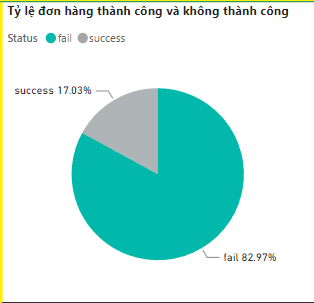 Tỷ lệ đơn hàng thành công và không thành công
Status fail success
success 17.03%
fail 82.97%